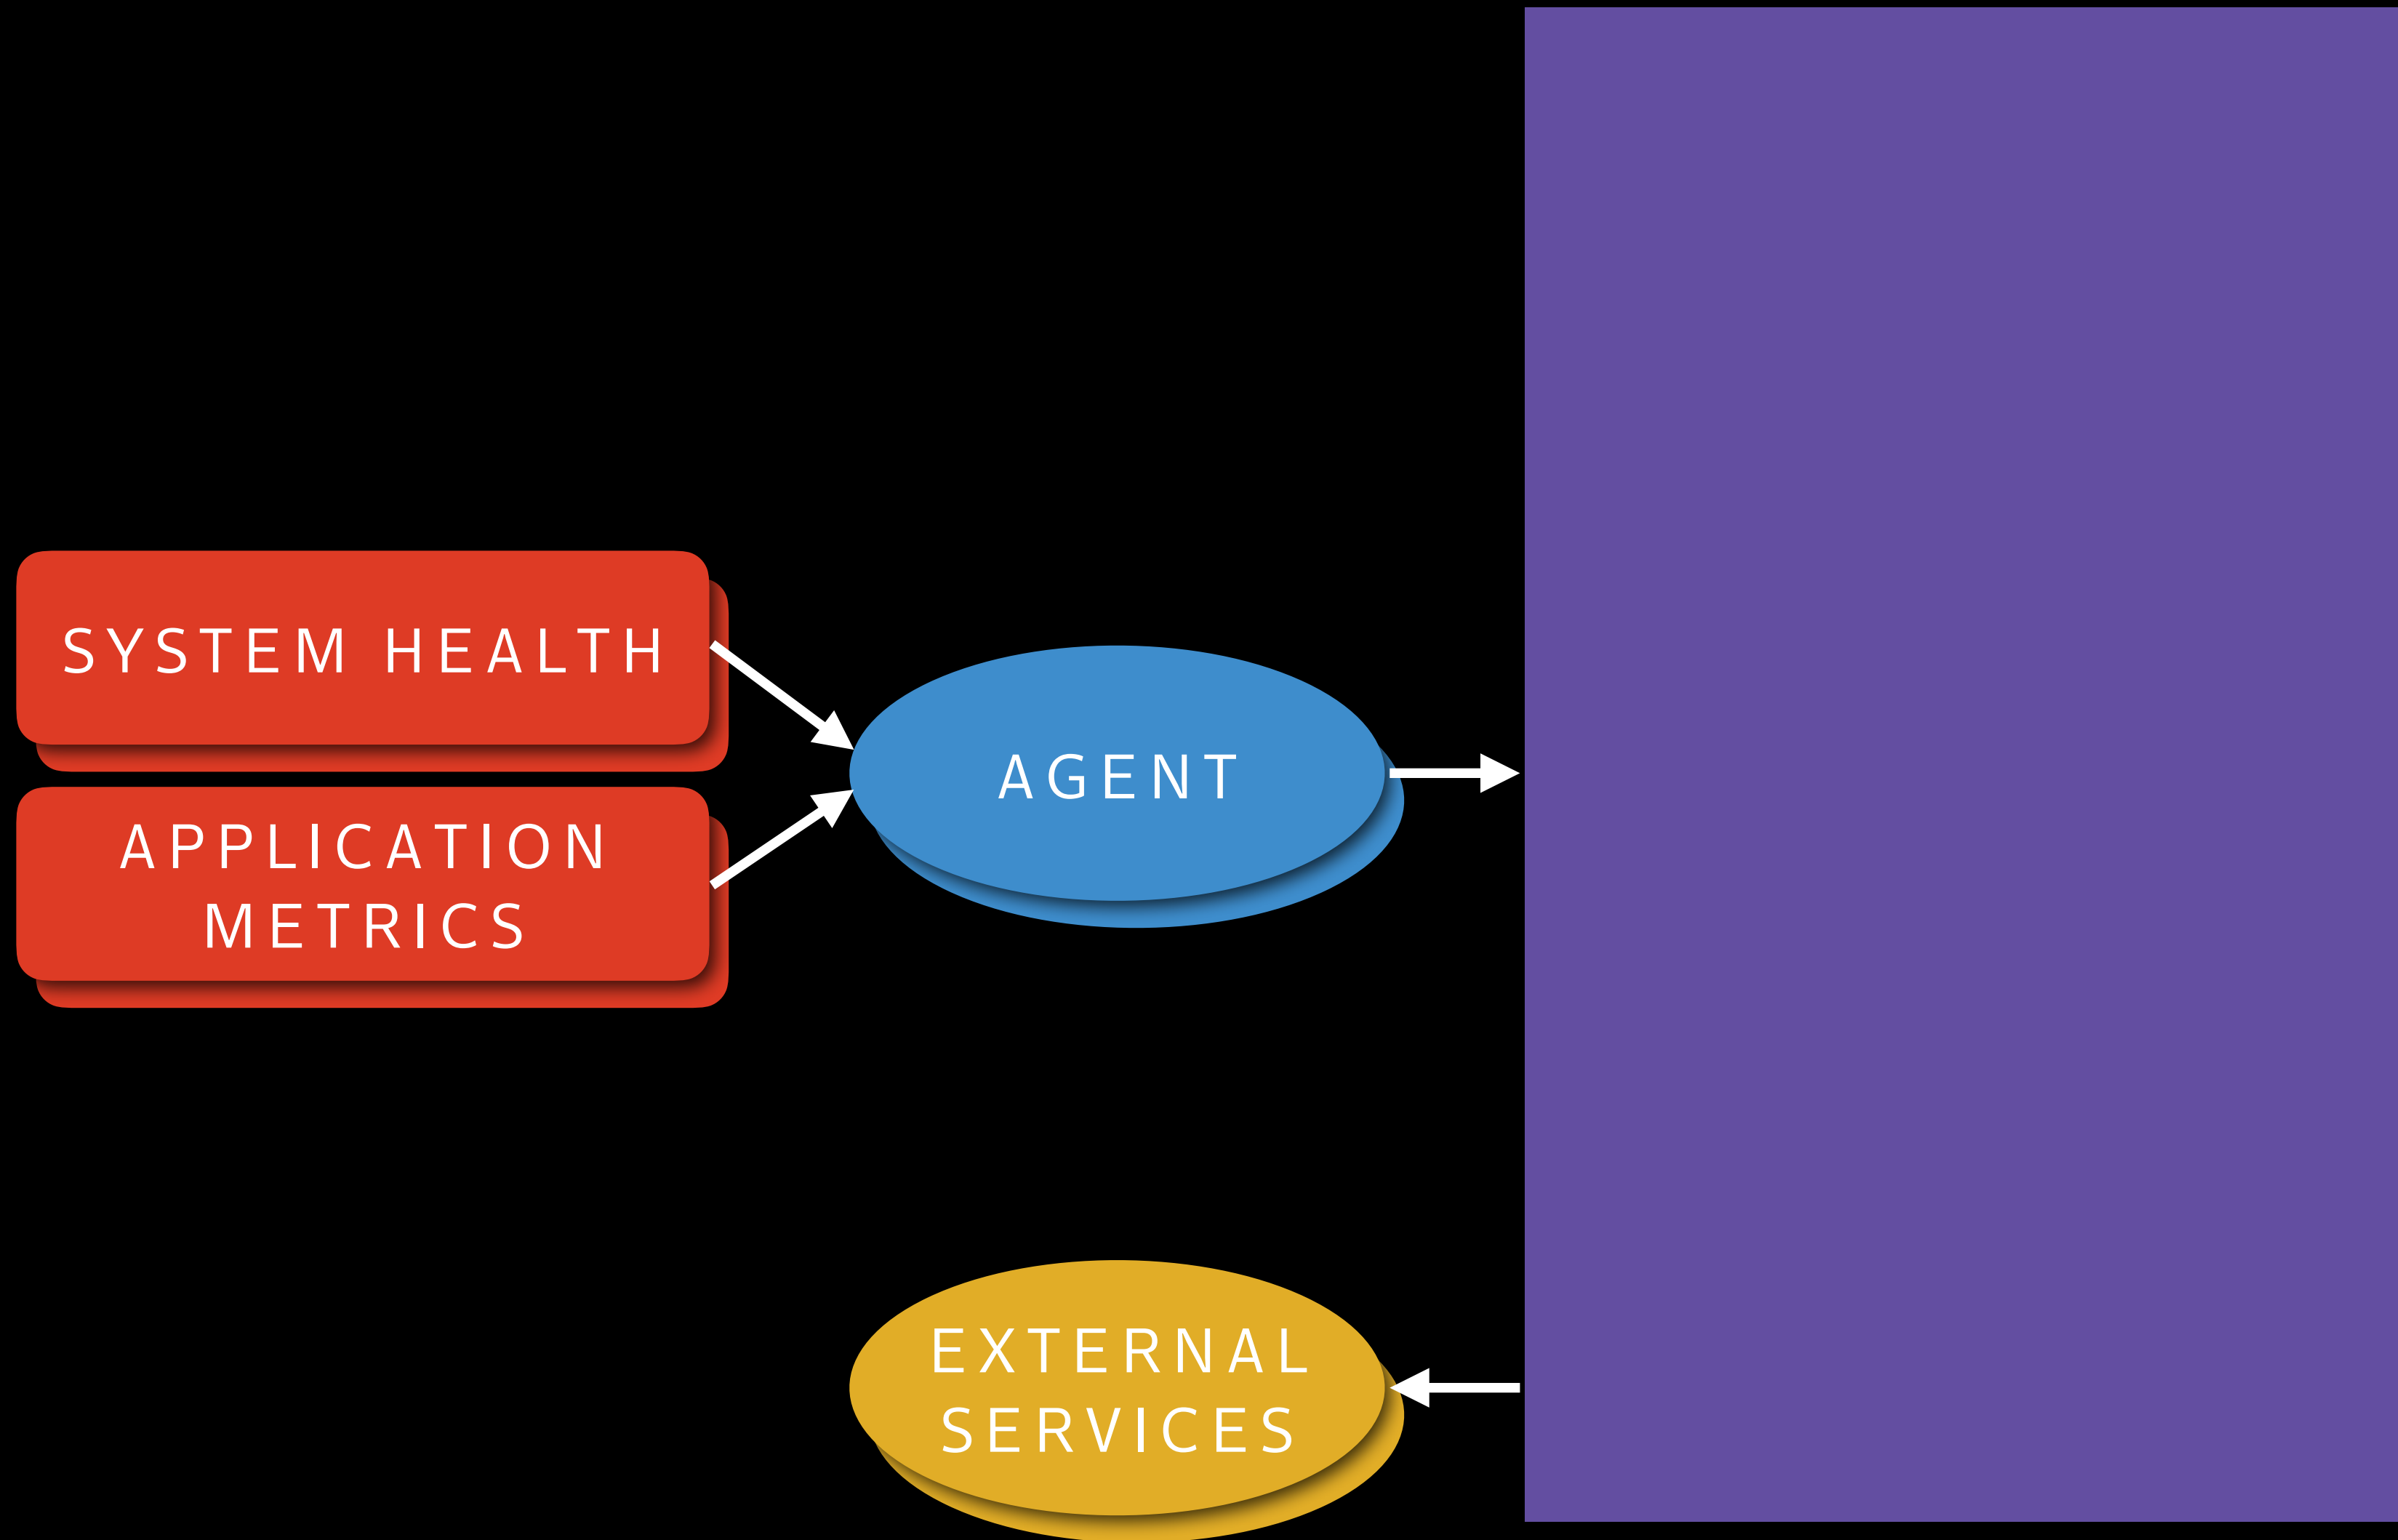 SYSTEM HEALTH
APPLICATION
METRICS
AGENT
EXTERNAL
SERVICES